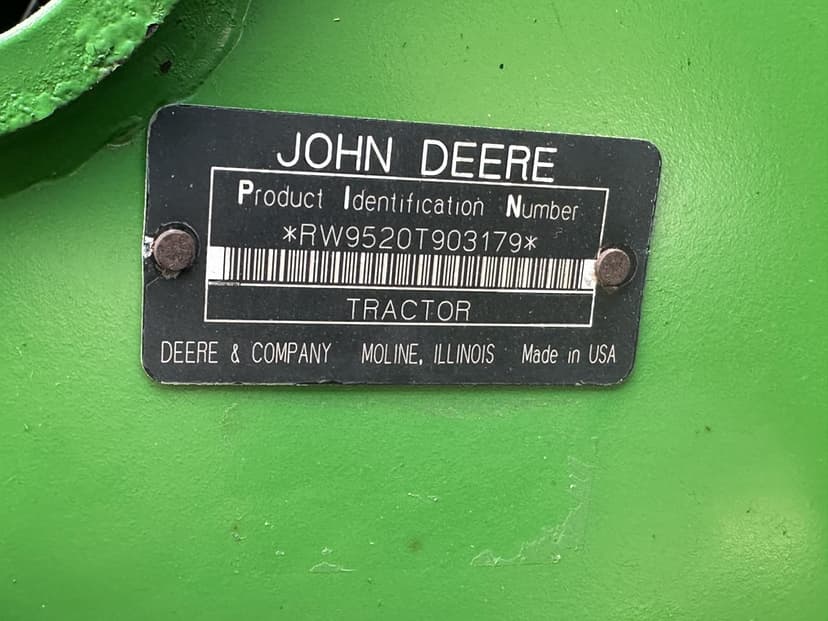 JOHN DEERE
Product Identification Number
*RW9520T903179*
TRACTOR
DEERE & COMPANY MOLINE, ILLINOIS Made in USA